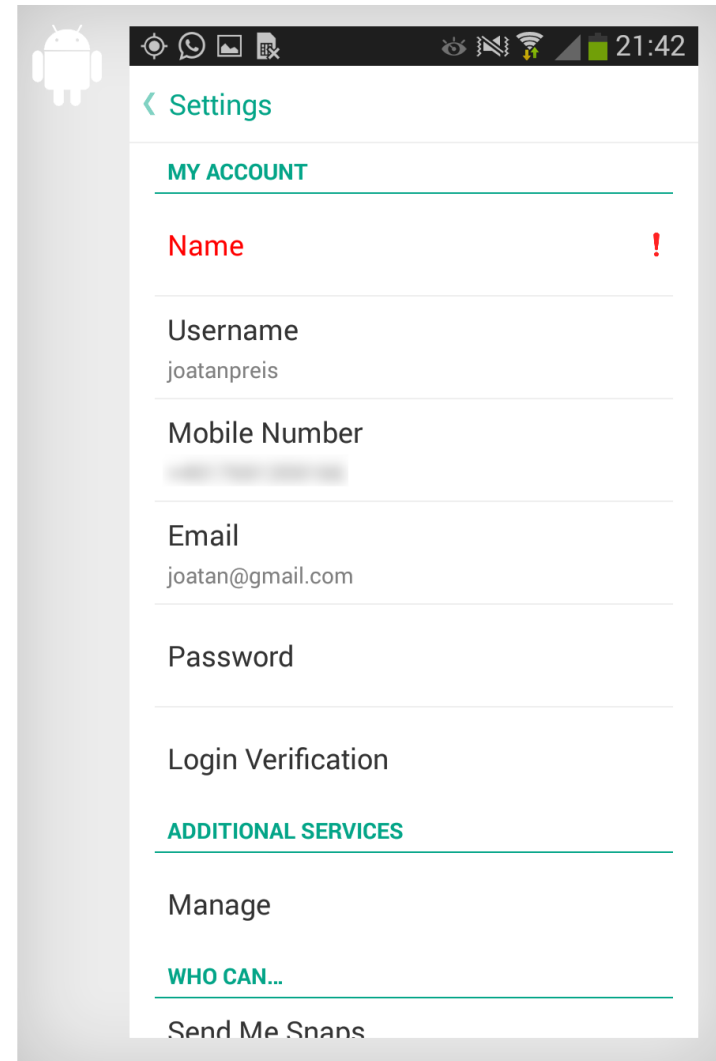 21:42
Settings
MY ACCOUNT
Name
Username
joatanpreis
Mobile Number
Email
joatan@gmail.com
Password
Login Verification
ADDITIONAL SERVICES
Manage
WHO CAN...
Send Me Snaps